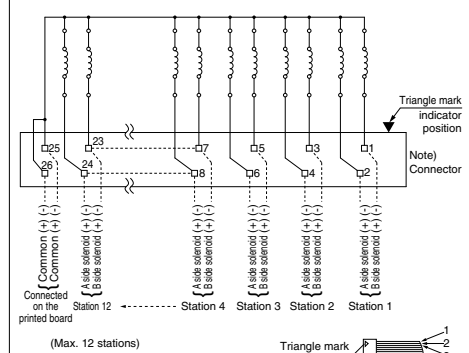 Triangle mark
indicator
position
Note)
Connector
25 23 7 5 3 1
26 24 8 6 4 2
Common (+) (-)
Common (+) (-)
A side solenoid (+) (-)
B side solenoid (+) (-)
A side solenoid (+) (-)
B side solenoid (+) (-)
A side solenoid (+) (-)
B side solenoid (+) (-)
A side solenoid (+) (-)
B side solenoid (+) (-)
A side solenoid (+) (-)
B side solenoid (+) (-)
Connected
on the
printed board
Station 12 Station 4 Station 3 Station 2 Station 1
(Max. 12 stations)
Triangle mark
1
2